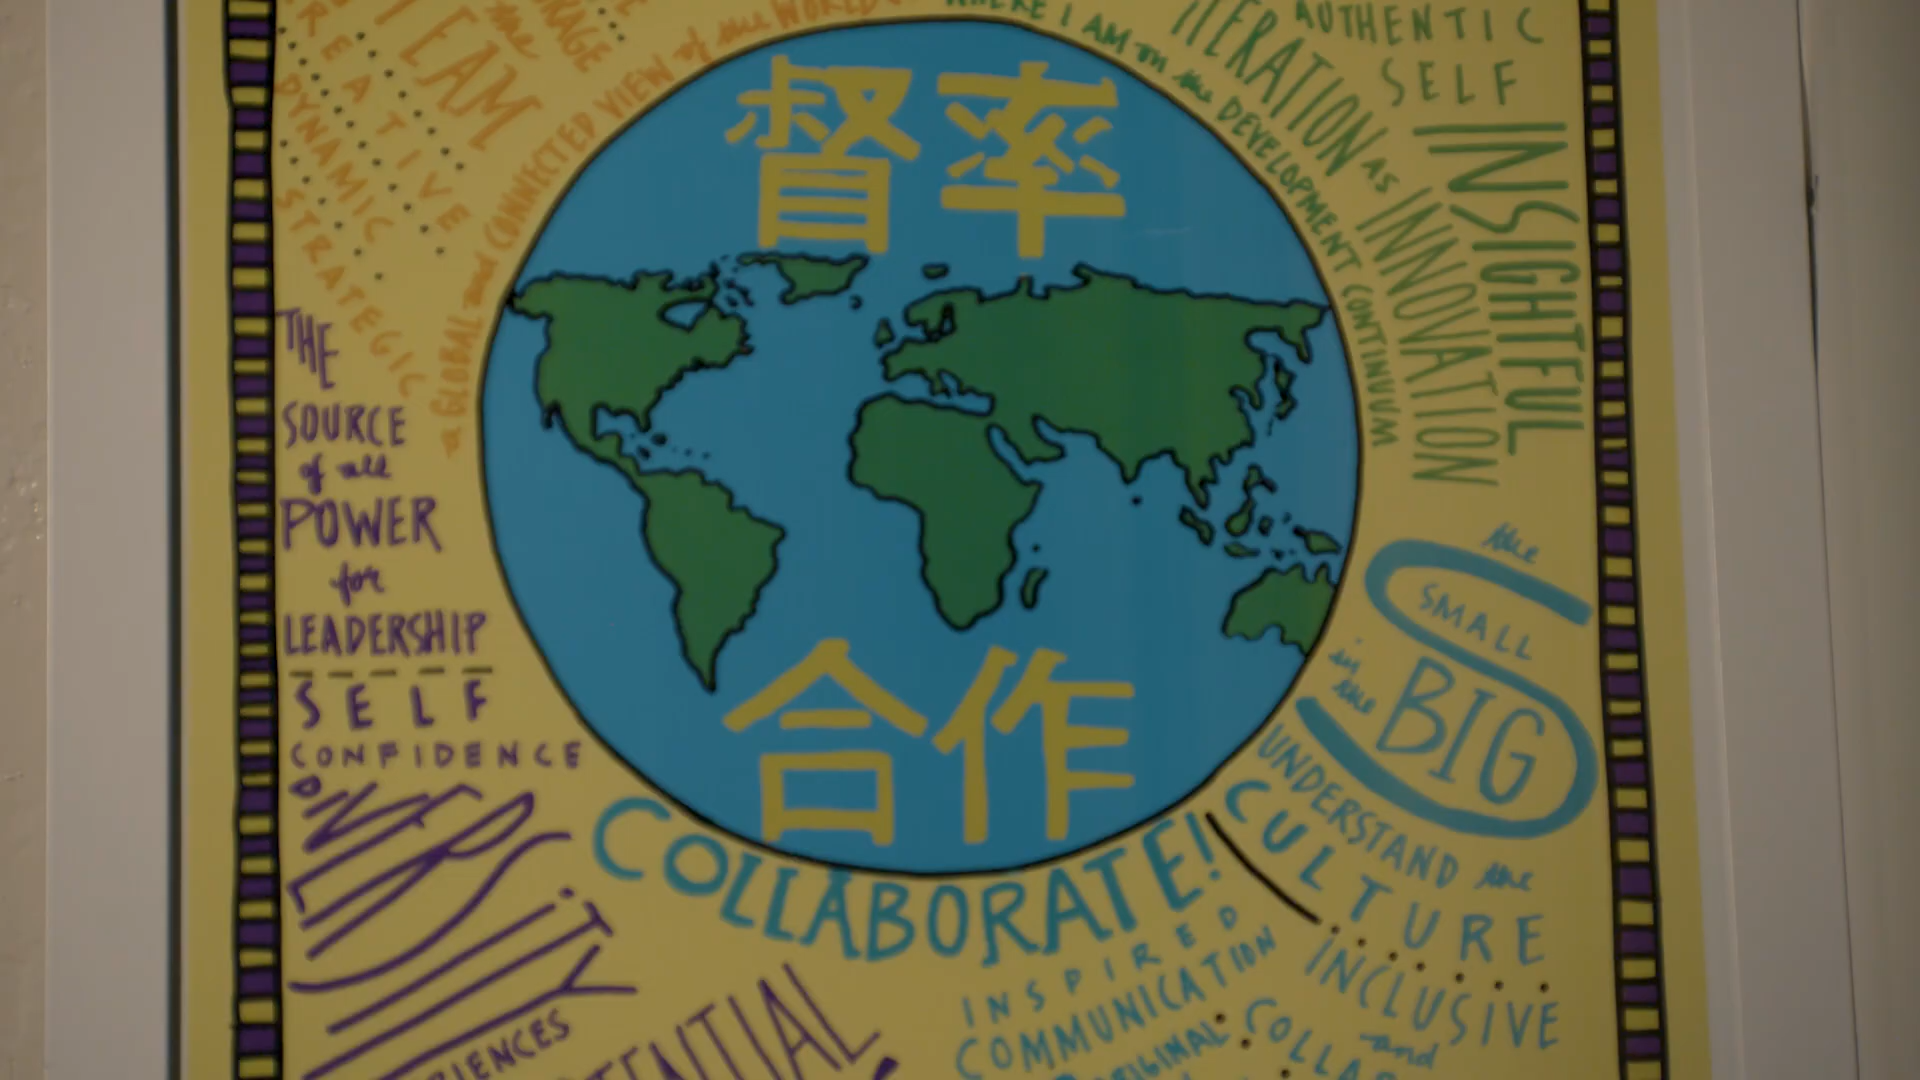 TEAM
the
CREATIVE
DYNAMIC
STRATEGIC
a GLOBAL and CONNECTED VIEW of the WORLD
WHERE I AM on the DEVELOPMENT CONTINUUM
ITERATION AS INNOVATION
AUTHENTIC
SELF
INSIGHTFUL
督率
合作
THE
SOURCE
of all
POWER
for
LEADERSHIP
SELF
CONFIDENCE
DIVERSITY
COLLABORATE!
the
SMALL
in the
BIG
UNDERSTAND the
CULTURE
INCLUSIVE
and
INSPIRED
COMMUNICATION
ORIGINAL